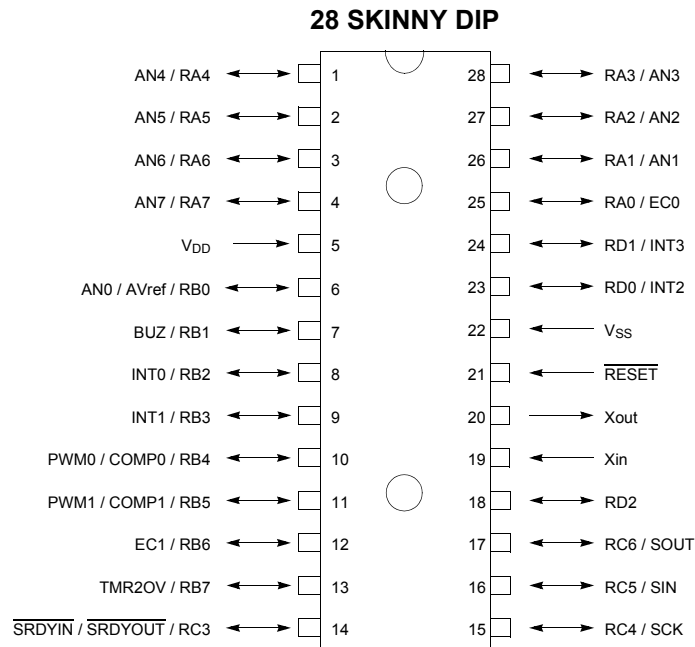 28 SKINNY DIP
AN4 / RA4 1 28 RA3 / AN3
AN5 / RA5 2 27 RA2 / AN2
AN6 / RA6 3 26 RA1 / AN1
AN7 / RA7 4 25 RA0 / EC0
VDD 5 24 RD1 / INT3
AN0 / AVref / RB0 6 23 RD0 / INT2
BUZ / RB1 7 22 VSS
INT0 / RB2 8 21 RESET
INT1 / RB3 9 20 Xout
PWM0 / COMP0 / RB4 10 19 Xin
PWM1 / COMP1 / RB5 11 18 RD2
EC1 / RB6 12 17 RC6 / SOUT
TMR2OV / RB7 13 16 RC5 / SIN
SRDYIN / SRDYOUT / RC3 14 15 RC4 / SCK